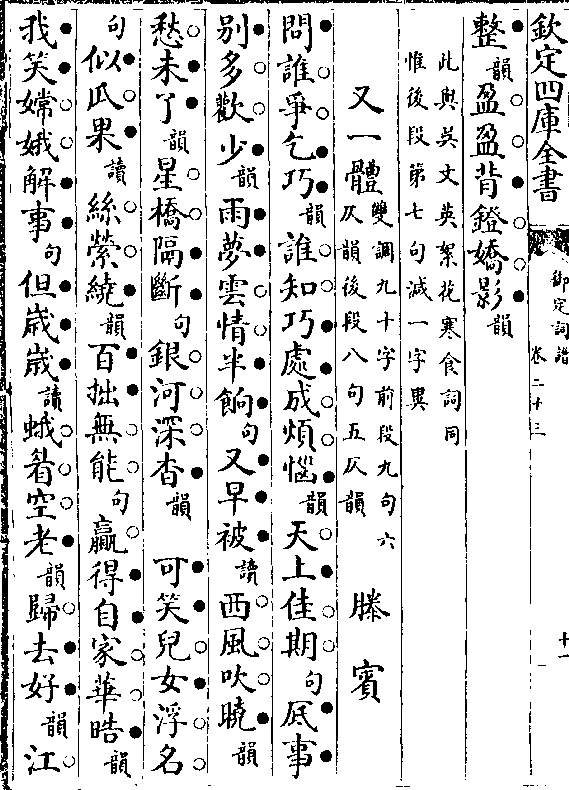 欽定四庫全書 御定詞譜 卷二十三 十一
整韻盈盈背鐙嬌影韻
此與吳文英絮花寒食詞同
惟後段第七句減一字異
又一體 雙調九十字前段九句六
仄韻後段八句五仄韻 滕賓
問誰爭乞巧韻誰知巧處成煩惱韻天上佳期句底事
别多歡少韻雨夢雲情半餉句又早被讀西風吹曉韻
愁未了韻星橋隔斷句銀河深杳韻 可笑兒女浮名
句似瓜果讀絲縈繞韻百拙無能句贏得自家華晧韻
我笑嫦娥解事句但嵗嵗讀蛾眉空老韻歸去好韻江